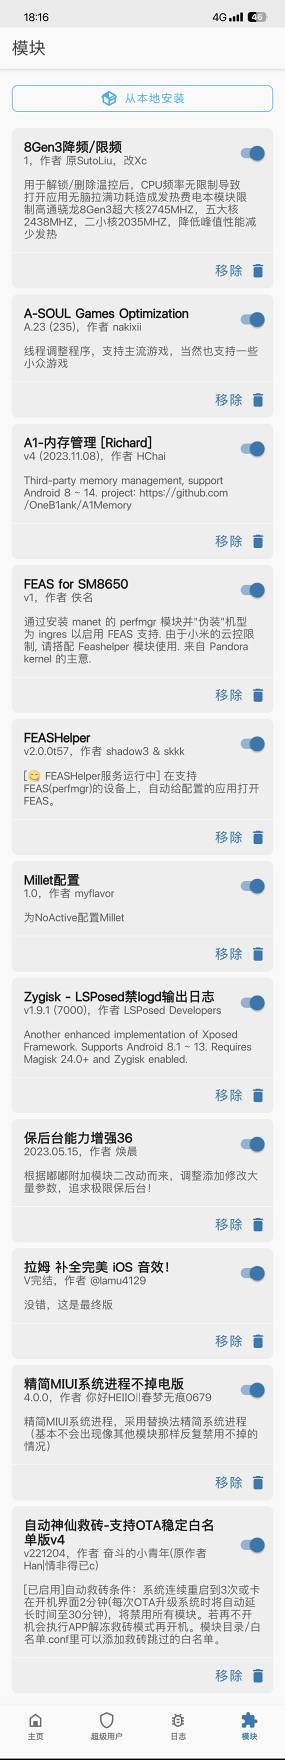 18:16
4G 46
模块
从本地安装
8Gen3降频/限频
1，作者 原SutoLiu，改Xc
用于解锁/删除温控后，CPU频率无限制导致
打开应用无脑拉满功耗造成发热费电本模块限
制高通骁龙8Gen3超大核2745MHZ，五大核
2438MHZ，二小核2035MHZ，降低峰值性能减
少发热
移除
A-SOUL Games Optimization
A.23 (235)，作者 nakixii
线程调整程序，支持主流游戏，当然也支持一些
小众游戏
移除
A1-内存管理 [Richard]
v4 (2023.11.08)，作者 HChai
Third-party memory management, support
Android 8 ~ 14. project: https://github.com
/OneB1ank/A1Memory
移除
FEAS for SM8650
v1，作者 佚名
通过安装 manet 的 perfmgr 模块并"伪装"机型
为 ingres 以启用 FEAS 支持. 由于小米的云控限
制, 请搭配 Feashelper 模块使用. 来自 Pandora
kernel 的主意.
移除
FEASHelper
v2.0.0t57，作者 shadow3 & skkk
[😋 FEASHelper服务运行中] 在支持
FEAS(perfmgr)的设备上，自动给配置的应用打开
FEAS。
移除
Millet配置
1.0，作者 myflavor
为NoActive配置Millet
移除
Zygisk - LSPosed禁logd输出日志
v1.9.1 (7000)，作者 LSPosed Developers
Another enhanced implementation of Xposed
Framework. Supports Android 8.1 ~ 13. Requires
Magisk 24.0+ and Zygisk enabled.
移除
保后台能力增强36
2023.05.15，作者 焕晨
根据嘟嘟附加模块二改动而来，调整添加修改大
量参数，追求极限保后台！
移除
拉姆 补全完美 iOS 音效！
V完结，作者 @lamu4129
没错，这是最终版
移除
精简MIUI系统进程不掉电版
4.0.0，作者 你好HEllO||春梦无痕0679
精简MIUI系统进程，采用替换法精简系统进程
（基本不会出现像其他模块那样反复禁用不掉的
情况）
移除
自动神仙救砖-支持OTA稳定白名
单版v4
v221204，作者 奋斗的小青年(原作者
Han|情非得已c)
[已启用]自动救砖条件：系统连续重启到3次或卡
在开机界面2分钟(每次OTA升级系统时将自动延
长时间至30分钟)，将禁用所有模块。若再不开
机会执行APP解冻救砖模式再开机。模块目录/白
名单.conf里可以添加救砖跳过的白名单。
移除
主页 超级用户 日志 模块